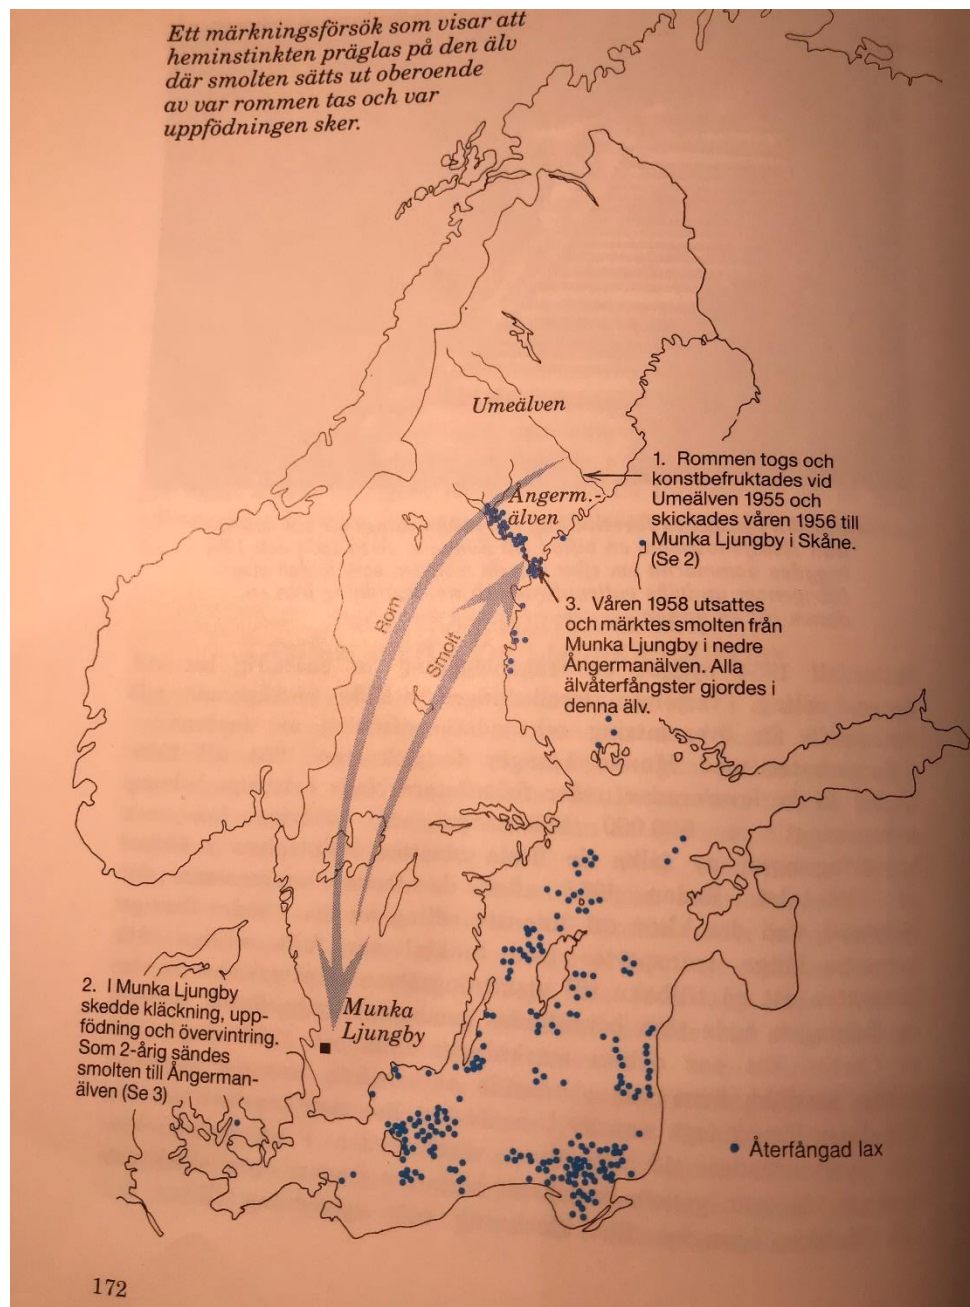 Ett märkningsförsök som visar att
heminstinkten präglas på den älv
där smolten sätts ut oberoende
av var rommen tas och var
uppfödningen sker.
Umeälven
1. Rommen togs och
konstbefruktades vid
Umeälven 1955 och
skickades våren 1956 till
Munka Ljungby i Skåne.
(Se 2)
Ångerm.-
älven
3. Våren 1958 utsattes
och märktes smolten från
Munka Ljungby i nedre
Ångermanälven. Alla
älvåterfångster gjordes i
denna älv.
Rom
Smolt
2. I Munka Ljungby
skedde kläckning, upp-
födning och övervintring.
Som 2-årig sändes
smolten till Ångerman-
älven (Se 3)
Munka
Ljungby
Återfångad lax
172